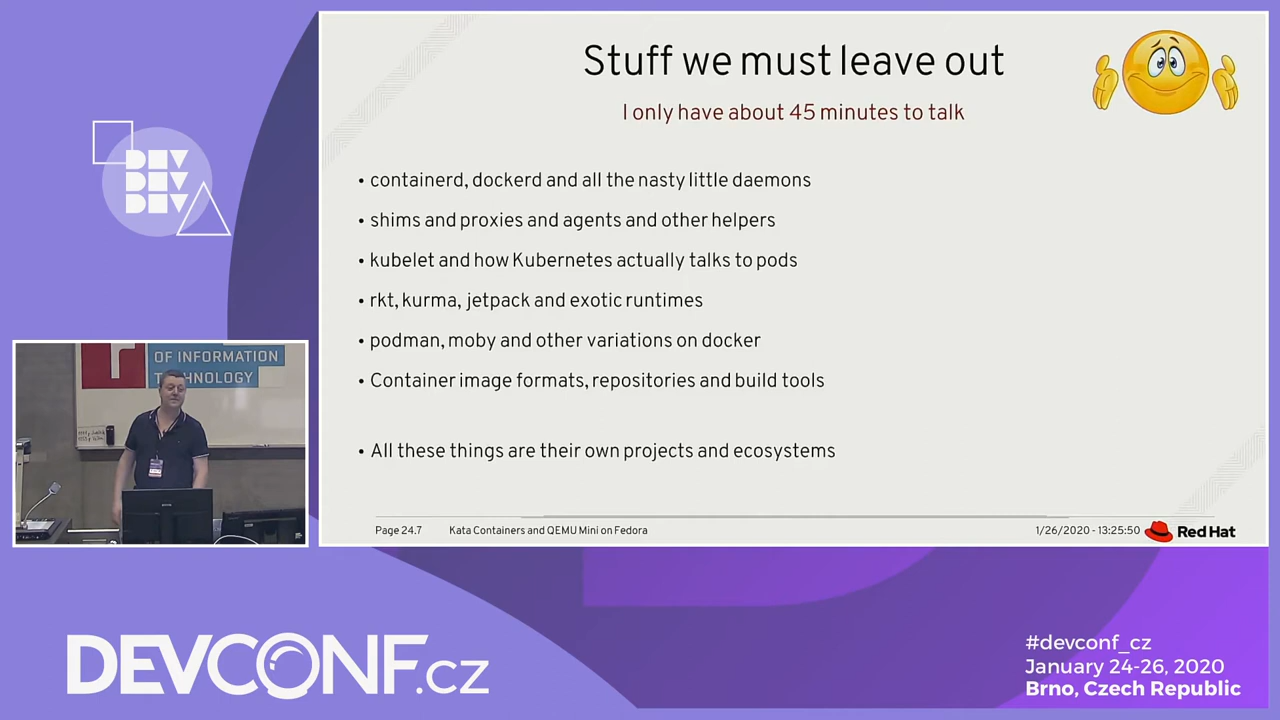 Stuff we must leave out
I only have about 45 minutes to talk
• containerd, dockerd and all the nasty little daemons
• shims and proxies and agents and other helpers
• kubelet and how Kubernetes actually talks to pods
• rkt, kurma, jetpack and exotic runtimes
• podman, moby and other variations on docker
• Container image formats, repositories and build tools
• All these things are their own projects and ecosystems
Page 24.7
Kata Containers and QEMU Mini on Fedora
1/26/2020 - 13:25:50
Red Hat
DEV
DEV
DEV
OF INFORMATION
TECHNOLOGY
DEVCONF.cz
#devconf_cz
January 24-26, 2020
Brno, Czech Republic